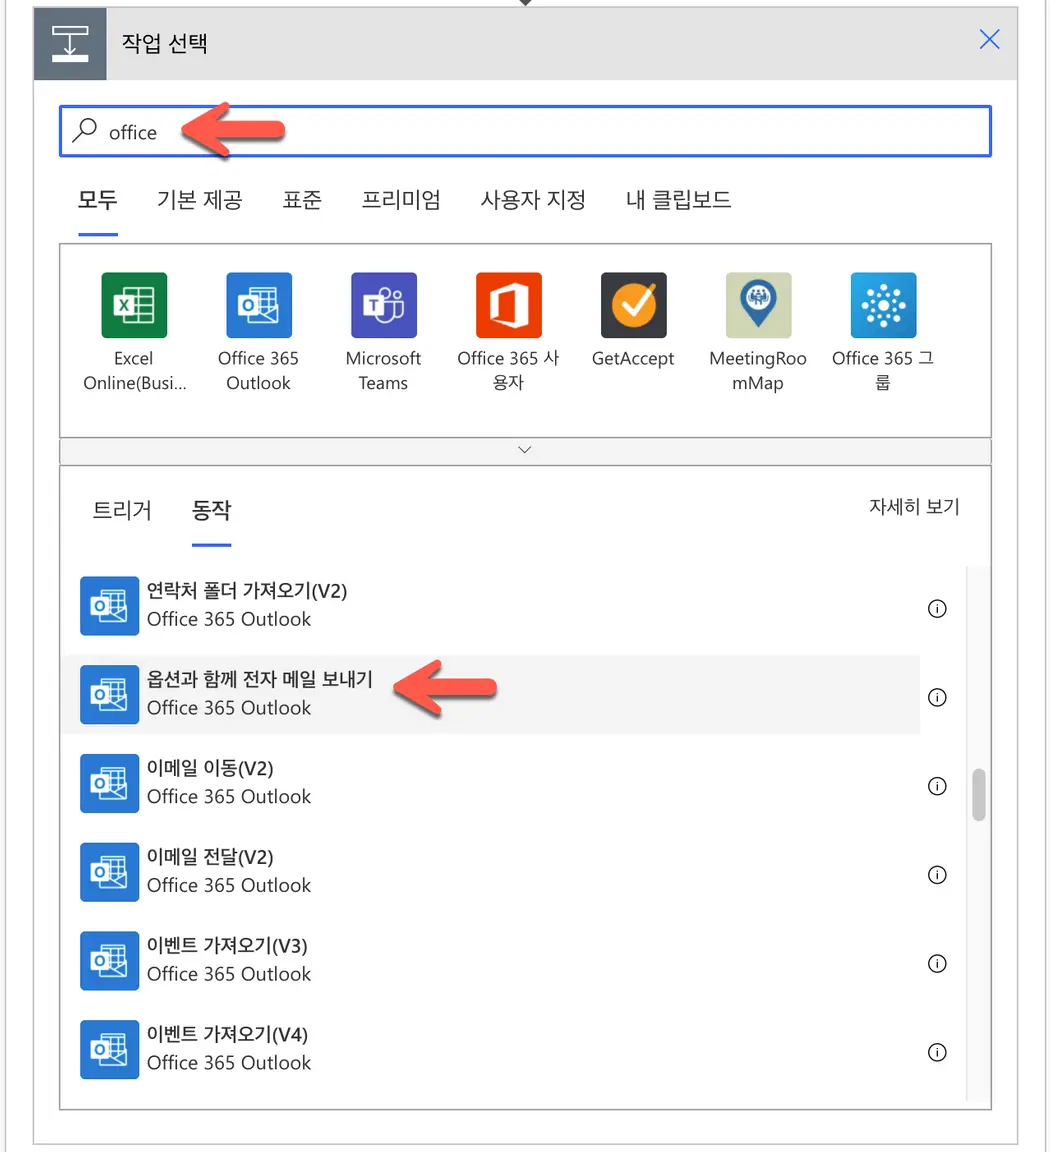 작업 선택
office
모두 기본 제공 표준 프리미엄 사용자 지정 내 클립보드
Excel Online(Busi...
Office 365 Outlook
Microsoft Teams
Office 365 사용자
GetAccept
MeetingRoomMap
Office 365 그룹
트리거 동작 자세히 보기
연락처 폴더 가져오기(V2)
Office 365 Outlook
옵션과 함께 전자 메일 보내기
Office 365 Outlook
이메일 이동(V2)
Office 365 Outlook
이메일 전달(V2)
Office 365 Outlook
이벤트 가져오기(V3)
Office 365 Outlook
이벤트 가져오기(V4)
Office 365 Outlook